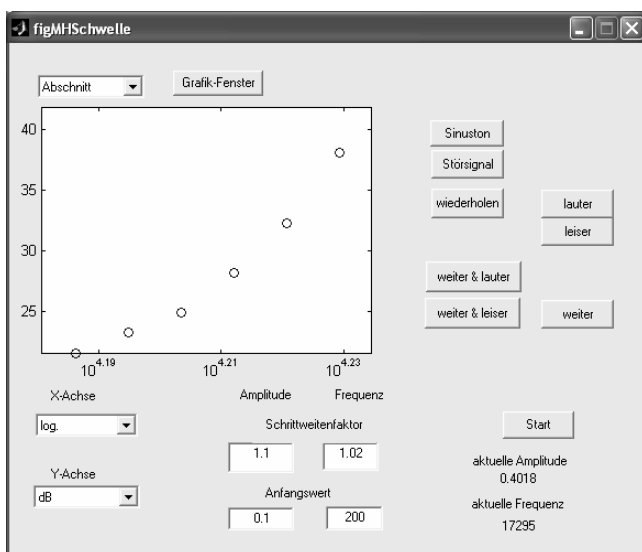 figMHSchwelle
Abschnitt
Grafik-Fenster
40
35
30
25
10^4.19
10^4.21
10^4.23
Sinuston
Störsignal
wiederholen
lauter
leiser
weiter & lauter
weiter & leiser
weiter
X-Achse
log.
Y-Achse
dB
Amplitude Frequenz
Schrittweitenfaktor
1.1 1.02
Anfangswert
0.1 200
Start
aktuelle Amplitude
0.4018
aktuelle Frequenz
17295